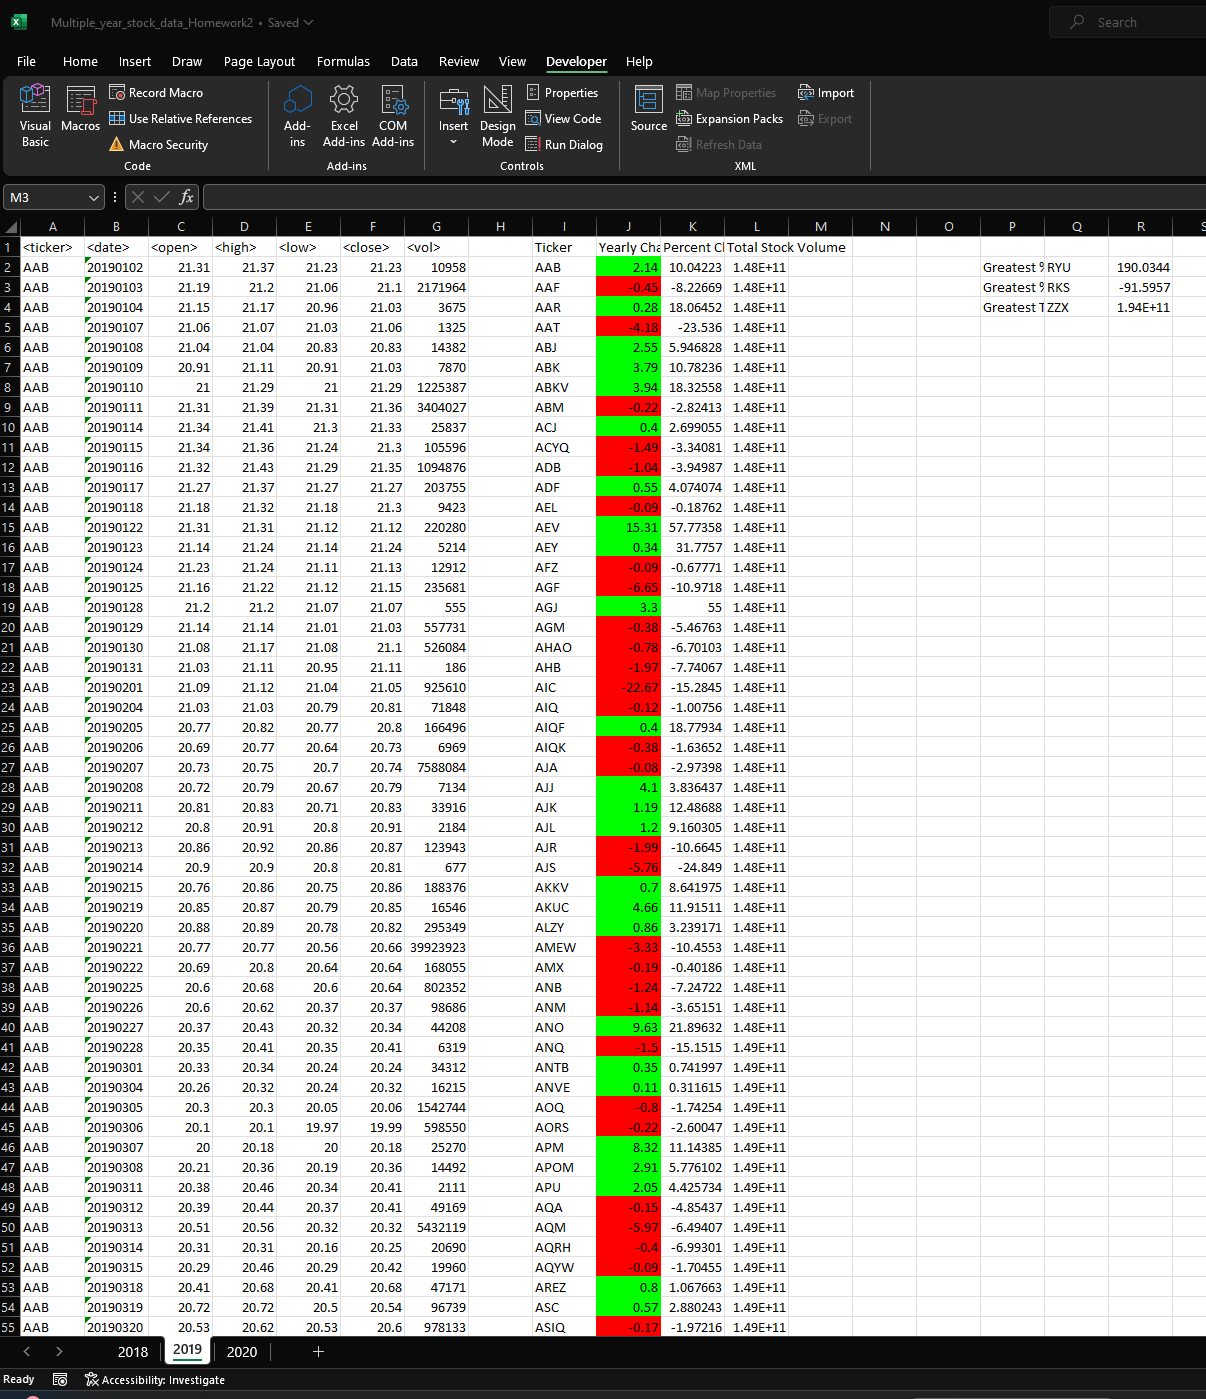 Multiple_year_stock_data_Homework2 • Saved
Search
File Home Insert Draw Page Layout Formulas Data Review View Developer Help
Visual Basic
Macros
Record Macro
Use Relative References
Macro Security
Code
Add-ins
Excel Add-ins
COM Add-ins
Add-ins
Insert
Design Mode
Properties
View Code
Run Dialog
Controls
Source
Map Properties
Expansion Packs
Refresh Data
Import
Export
XML
M3 fx
A B C D E F G H I J K L M N O P Q R S
1 <ticker> <date> <open> <high> <low> <close> <vol> Ticker Yearly Cha Percent Cl Total Stock Volume
2 AAB 20190102 21.31 21.37 21.23 21.23 10958 AAB 2.14 10.04223 1.48E+11 Greatest % RYU 190.0344
3 AAB 20190103 21.19 21.2 21.06 21.1 2171964 AAF -0.45 -8.22669 1.48E+11 Greatest % RKS -91.5957
4 AAB 20190104 21.15 21.17 20.96 21.03 3675 AAR 0.28 18.06452 1.48E+11 Greatest T ZZX 1.94E+11
5 AAB 20190107 21.06 21.07 21.03 21.06 1325 AAT -4.18 -23.536 1.48E+11
6 AAB 20190108 21.04 21.04 20.83 20.83 14382 ABJ 2.55 5.946828 1.48E+11
7 AAB 20190109 20.91 21.11 20.91 21.03 7870 ABK 3.79 10.78236 1.48E+11
8 AAB 20190110 21 21.29 21 21.29 1225387 ABKV 3.94 18.32558 1.48E+11
9 AAB 20190111 21.31 21.39 21.31 21.36 3404027 ABM -0.22 -2.82413 1.48E+11
10 AAB 20190114 21.34 21.41 21.3 21.33 25837 ACJ 0.4 2.699055 1.48E+11
11 AAB 20190115 21.34 21.36 21.24 21.3 105596 ACYQ -1.49 -3.34081 1.48E+11
12 AAB 20190116 21.32 21.43 21.29 21.35 1094876 ADB -1.04 -3.94987 1.48E+11
13 AAB 20190117 21.27 21.37 21.27 21.27 203755 ADF 0.55 4.074074 1.48E+11
14 AAB 20190118 21.18 21.32 21.18 21.3 9423 AEL -0.09 -0.18762 1.48E+11
15 AAB 20190122 21.31 21.31 21.12 21.12 220280 AEV 15.31 57.77358 1.48E+11
16 AAB 20190123 21.14 21.24 21.14 21.24 5214 AEY 0.34 31.7757 1.48E+11
17 AAB 20190124 21.23 21.24 21.11 21.13 12912 AFZ -0.09 -0.67771 1.48E+11
18 AAB 20190125 21.16 21.22 21.12 21.15 235681 AGF -6.65 -10.9718 1.48E+11
19 AAB 20190128 21.2 21.2 21.07 21.07 555 AGJ 3.3 55 1.48E+11
20 AAB 20190129 21.14 21.14 21.01 21.03 557731 AGM -0.38 -5.46763 1.48E+11
21 AAB 20190130 21.08 21.17 21.08 21.1 526084 AHAO -0.78 -6.70103 1.48E+11
22 AAB 20190131 21.03 21.11 20.95 21.11 186 AHB -1.97 -7.74067 1.48E+11
23 AAB 20190201 21.09 21.12 21.04 21.05 925610 AIC -22.67 -15.2845 1.48E+11
24 AAB 20190204 21.03 21.03 20.79 20.81 71848 AIQ -0.12 -1.00756 1.48E+11
25 AAB 20190205 20.77 20.82 20.77 20.8 166496 AIQF 0.4 18.77934 1.48E+11
26 AAB 20190206 20.69 20.77 20.64 20.73 6969 AIQK -0.38 -1.63652 1.48E+11
27 AAB 20190207 20.73 20.75 20.7 20.74 7588084 AJA -0.08 -2.97398 1.48E+11
28 AAB 20190208 20.72 20.79 20.67 20.79 7134 AJJ 4.1 3.836437 1.48E+11
29 AAB 20190211 20.81 20.83 20.71 20.83 33916 AJK 1.19 12.48688 1.48E+11
30 AAB 20190212 20.8 20.91 20.8 20.91 2184 AJL 1.2 9.160305 1.48E+11
31 AAB 20190213 20.86 20.92 20.86 20.87 123943 AJR -1.99 -10.6645 1.48E+11
32 AAB 20190214 20.9 20.9 20.8 20.81 677 AJS -5.76 -24.849 1.48E+11
33 AAB 20190215 20.76 20.86 20.75 20.86 188376 AKKV 0.7 8.641975 1.48E+11
34 AAB 20190219 20.85 20.87 20.79 20.85 16546 AKUC 4.66 11.91511 1.48E+11
35 AAB 20190220 20.88 20.89 20.78 20.82 295349 ALZY 0.86 3.239171 1.48E+11
36 AAB 20190221 20.77 20.77 20.56 20.66 39923923 AMEW -3.33 -10.4553 1.48E+11
37 AAB 20190222 20.69 20.8 20.64 20.64 168055 AMX -0.19 -0.40186 1.48E+11
38 AAB 20190225 20.6 20.68 20.6 20.64 802352 ANB -1.24 -7.24722 1.48E+11
39 AAB 20190226 20.6 20.62 20.37 20.37 98686 ANM -1.14 -3.65151 1.48E+11
40 AAB 20190227 20.37 20.43 20.32 20.34 44208 ANO 9.63 21.89632 1.48E+11
41 AAB 20190228 20.35 20.41 20.35 20.41 6319 ANQ -1.5 -15.1515 1.49E+11
42 AAB 20190301 20.33 20.34 20.24 20.24 34312 ANTB 0.35 0.741997 1.49E+11
43 AAB 20190304 20.26 20.32 20.24 20.32 16215 ANVE 0.11 0.311615 1.49E+11
44 AAB 20190305 20.3 20.3 20.05 20.06 1542744 AOQ -0.8 -1.74254 1.49E+11
45 AAB 20190306 20.1 20.1 19.97 19.99 598550 AORS -0.22 -2.60047 1.49E+11
46 AAB 20190307 20 20.18 20 20.18 25270 APM 8.32 11.14385 1.49E+11
47 AAB 20190308 20.21 20.36 20.19 20.36 14492 APOM 2.91 5.776102 1.49E+11
48 AAB 20190311 20.38 20.46 20.34 20.41 2111 APU 2.05 4.425734 1.49E+11
49 AAB 20190312 20.39 20.44 20.37 20.41 49169 AQA -0.15 -4.85437 1.49E+11
50 AAB 20190313 20.51 20.56 20.32 20.32 5432119 AQM -5.97 -6.49407 1.49E+11
51 AAB 20190314 20.31 20.31 20.16 20.25 20690 AQRH -0.4 -6.99301 1.49E+11
52 AAB 20190315 20.29 20.46 20.29 20.42 19960 AQYW -0.09 -1.70455 1.49E+11
53 AAB 20190318 20.41 20.68 20.41 20.68 47171 AREZ 0.8 1.067663 1.49E+11
54 AAB 20190319 20.72 20.72 20.5 20.54 96739 ASC 0.57 2.880243 1.49E+11
55 AAB 20190320 20.53 20.62 20.53 20.6 978133 ASIQ -0.17 -1.97216 1.49E+11
2018 2019 2020 +
Ready Accessibility: Investigate